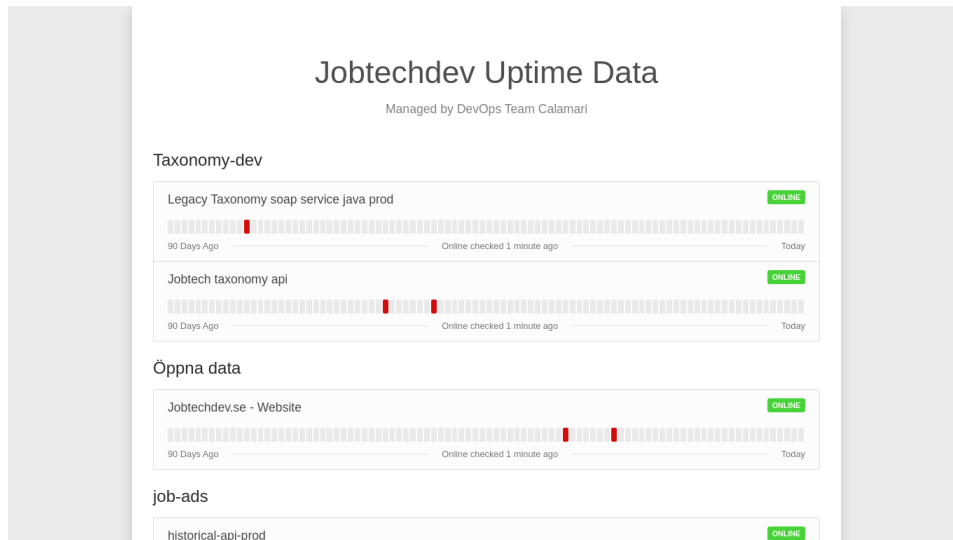 Jobtechdev Uptime Data
Managed by DevOps Team Calamari
Taxonomy-dev
Legacy Taxonomy soap service java prod
ONLINE
90 Days Ago
Online checked 1 minute ago
Today
Jobtech taxonomy api
ONLINE
90 Days Ago
Online checked 1 minute ago
Today
Öppna data
Jobtechdev.se - Website
ONLINE
90 Days Ago
Online checked 1 minute ago
Today
job-ads
historical-api-prod
ONLINE